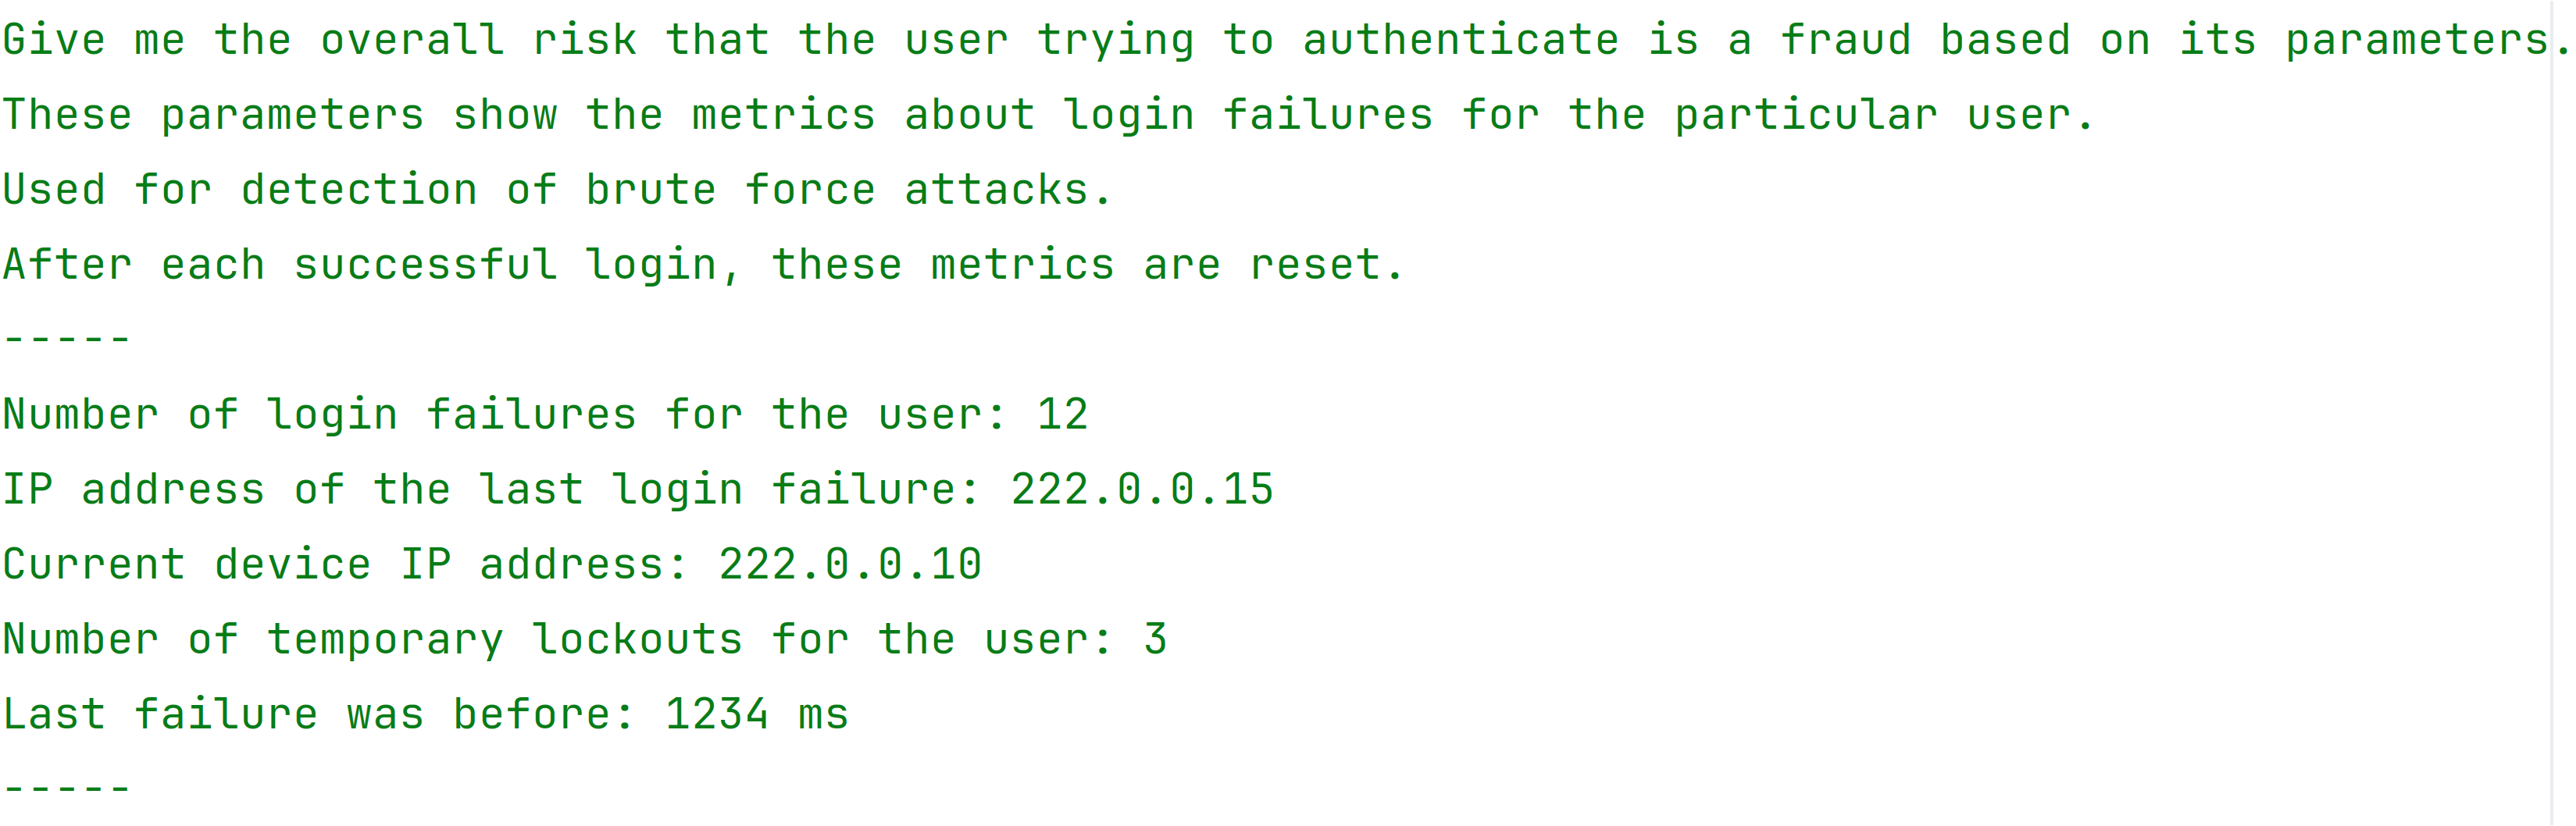 Give me the overall risk that the user trying to authenticate is a fraud based on its parameters.
These parameters show the metrics about login failures for the particular user.
Used for detection of brute force attacks.
After each successful login, these metrics are reset.
-----
Number of login failures for the user: 12
IP address of the last login failure: 222.0.0.15
Current device IP address: 222.0.0.10
Number of temporary lockouts for the user: 3
Last failure was before: 1234 ms
-----